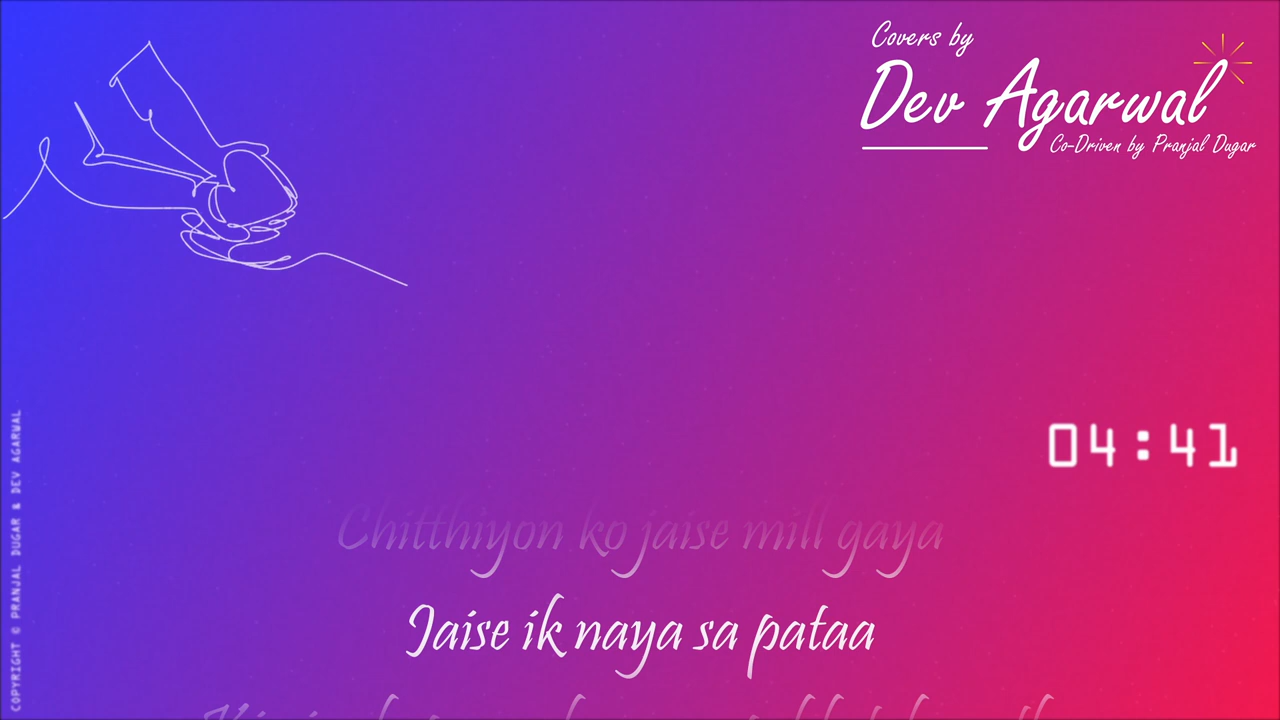 Covers by
Dev Agarwal
Co-Driven by Pranjal Dugar
04:41
Chitthiyon ko jaise mill gaya
Jaise ik naya sa pataa
COPYRIGHT © PRANJAL DUGAR & DEV AGARWAL